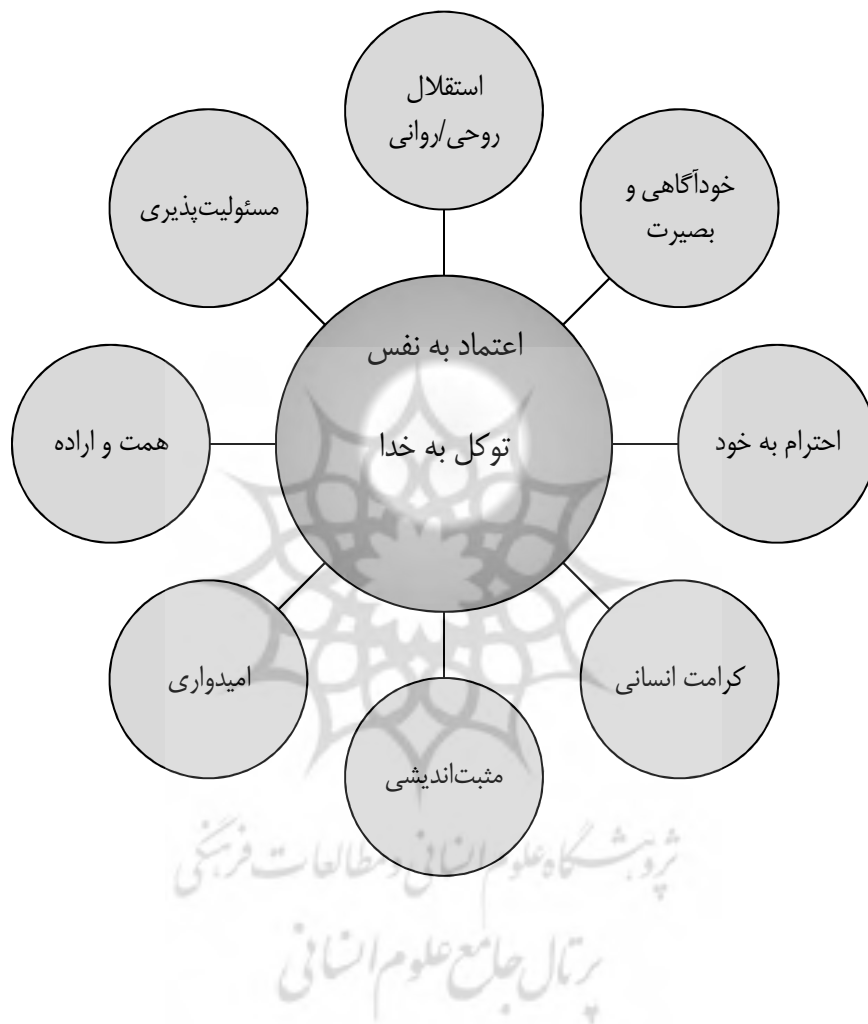 استقلال
روحی/روانی
خودآگاهی و
بصیرت
مسئولیت‌پذیری
اعتماد به نفس
توکل به خدا
احترام به خود
همت و اراده
کرامت انسانی
امیدواری
مثبت‌اندیشی
پژوهشگاه علوم انسانی و مطالعات فرهنگی
پرتال جامع علوم انسانی